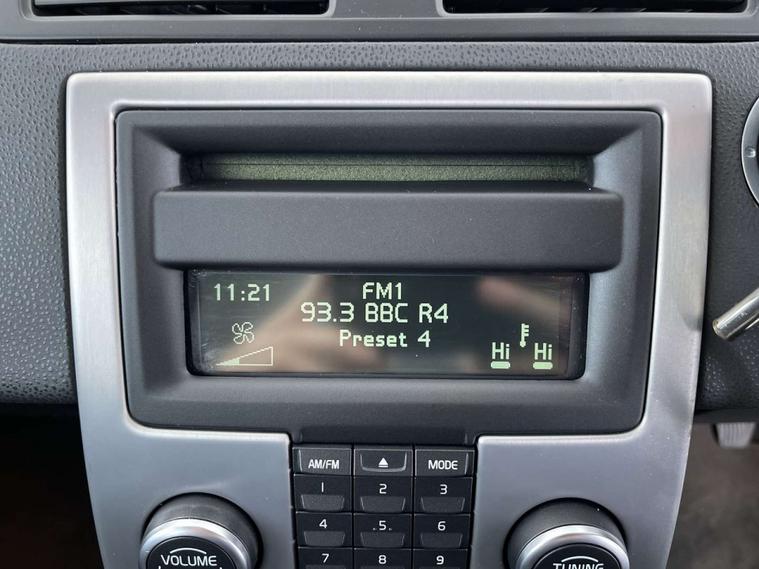 11:21 FM1
93.3 BBC R4
Preset 4
Hi Hi
AM/FM MODE
1 2 3
4 5 6
7 8 9
VOLUME TUNING